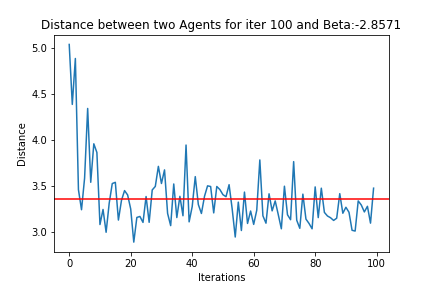 Distance between two Agents for iter 100 and Beta:-2.8571
5.0
4.5
4.0
3.5
3.0
Distance
0 20 40 60 80 100
Iterations